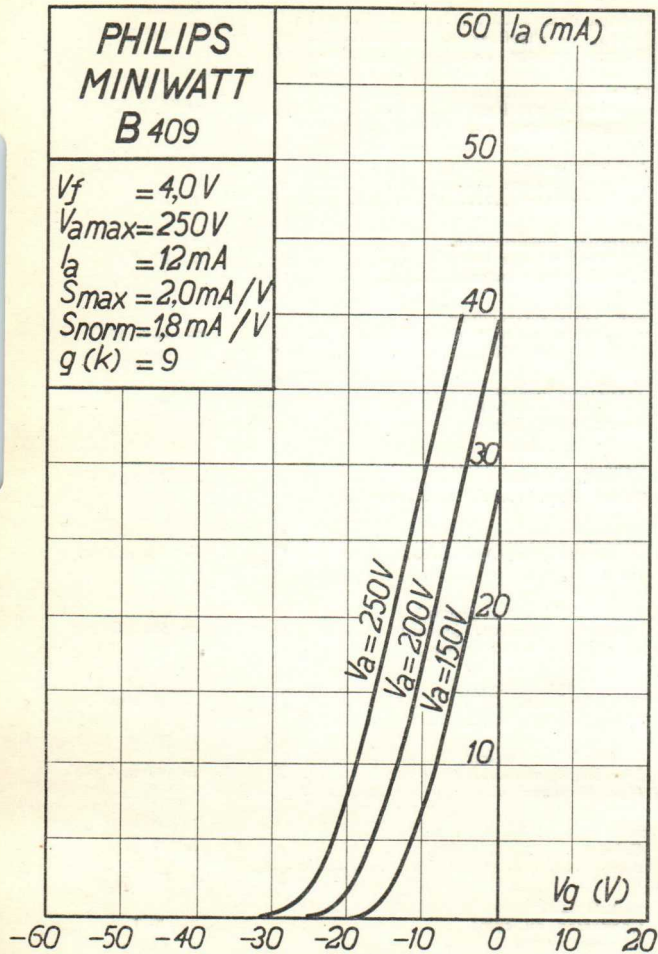 PHILIPS
MINIWATT
B 409
Vf = 4,0 V
Vamax = 250V
Ia = 12 mA
Smax = 2,0 mA / V
Snorm = 1,8 mA / V
g (k) = 9
60 Ia (mA)
50
40
30
20
10
Va = 250V
Va = 200V
Va = 150V
Vg (V)
-60 -50 -40 -30 -20 -10 0 10 20